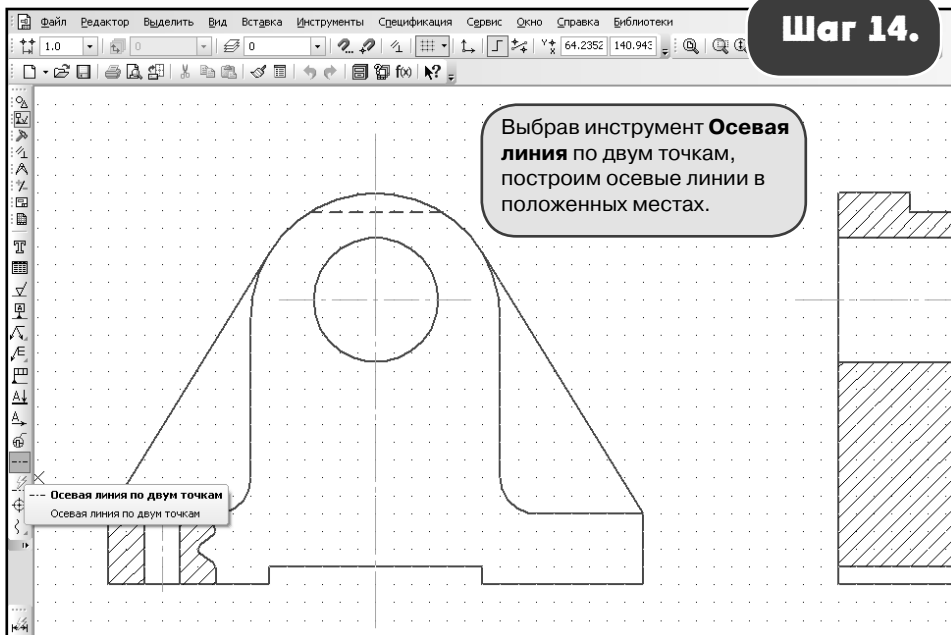 Файл Редактор Выделить Вид Вставка Инструменты Спецификация Сервис Окно Справка Библиотеки
Шаг 14.
1.0 0 0 64.2352 140.943
f(x)
Выбрав инструмент Осевая
линия по двум точкам,
построим осевые линии в
положенных местах.
Осевая линия по двум точкам
Осевая линия по двум точкам